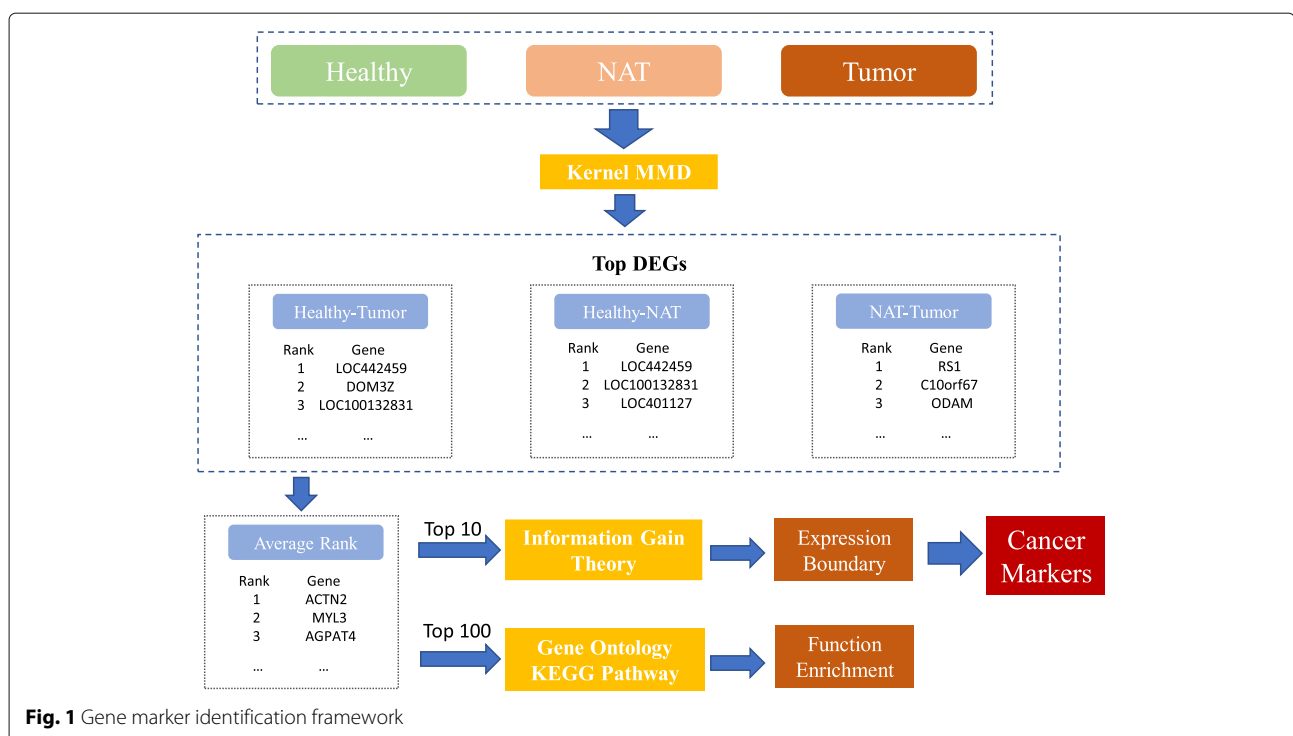 Healthy NAT Tumor
Kernel MMD
Top DEGs
Healthy-Tumor
Rank Gene
1 LOC442459
2 DOM3Z
3 LOC100132831
... ...
Healthy-NAT
Rank Gene
1 LOC442459
2 LOC100132831
3 LOC401127
... ...
NAT-Tumor
Rank Gene
1 RS1
2 C10orf67
3 ODAM
... ...
Average Rank
Rank Gene
1 ACTN2
2 MYL3
3 AGPAT4
... ...
Top 10
Information Gain
Theory
Expression
Boundary
Cancer
Markers
Top 100
Gene Ontology
KEGG Pathway
Function
Enrichment
Fig. 1 Gene marker identification framework